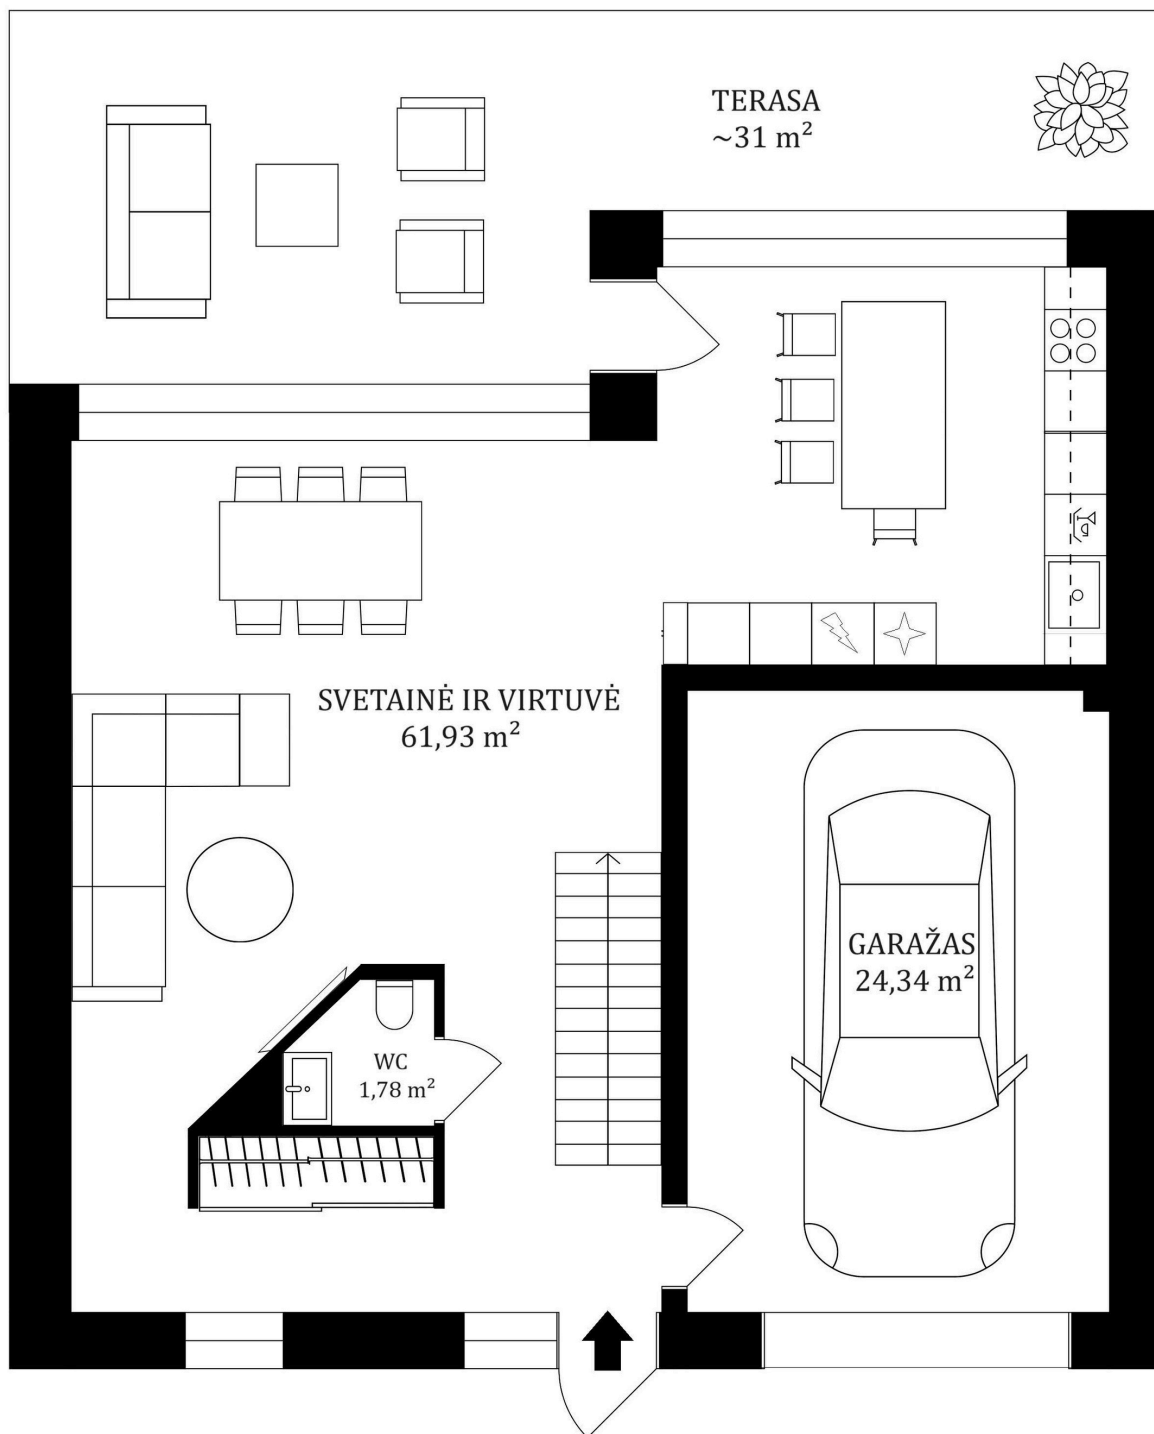 TERASA
~31 m²
SVETAINĖ IR VIRTUVĖ
61,93 m²
GARAŽAS
24,34 m²
WC
1,78 m²